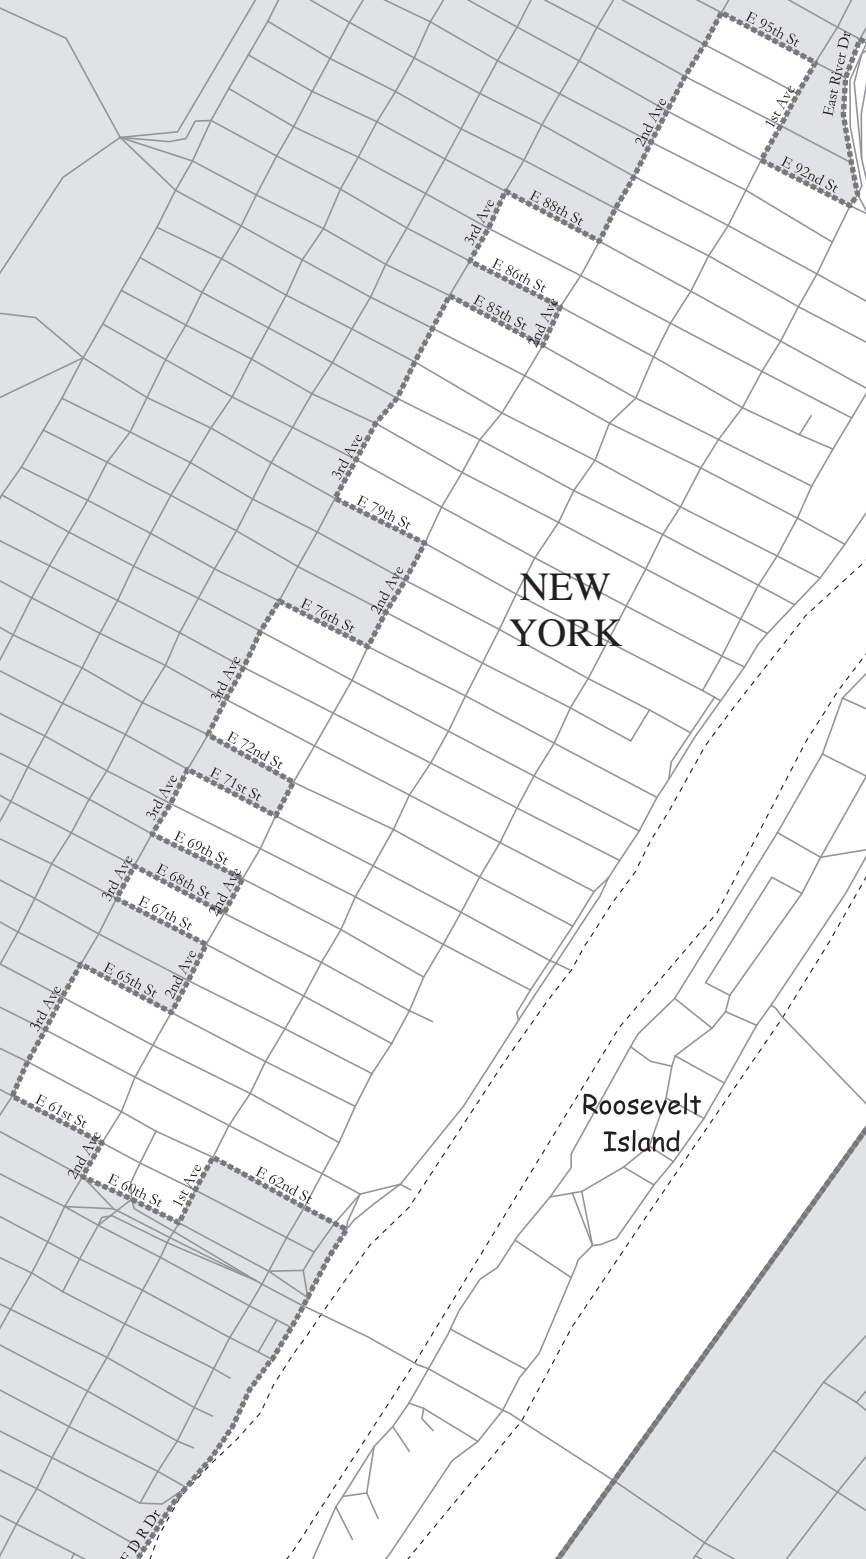 E 95th St
East River Dr
1st Ave
2nd Ave
E 92nd St
E 88th St
3rd Ave
E 86th St
E 85th St
2nd Ave
3rd Ave
E 79th St
NEW
YORK
2nd Ave
E 76th St
3rd Ave
E 72nd St
E 71st St
3rd Ave
E 69th St
E 68th St
3rd Ave
2nd Ave
E 67th St
E 65th St
2nd Ave
3rd Ave
E 61st St
Roosevelt
Island
2nd Ave
E 60th St
1st Ave
E 62nd St
F D R Dr